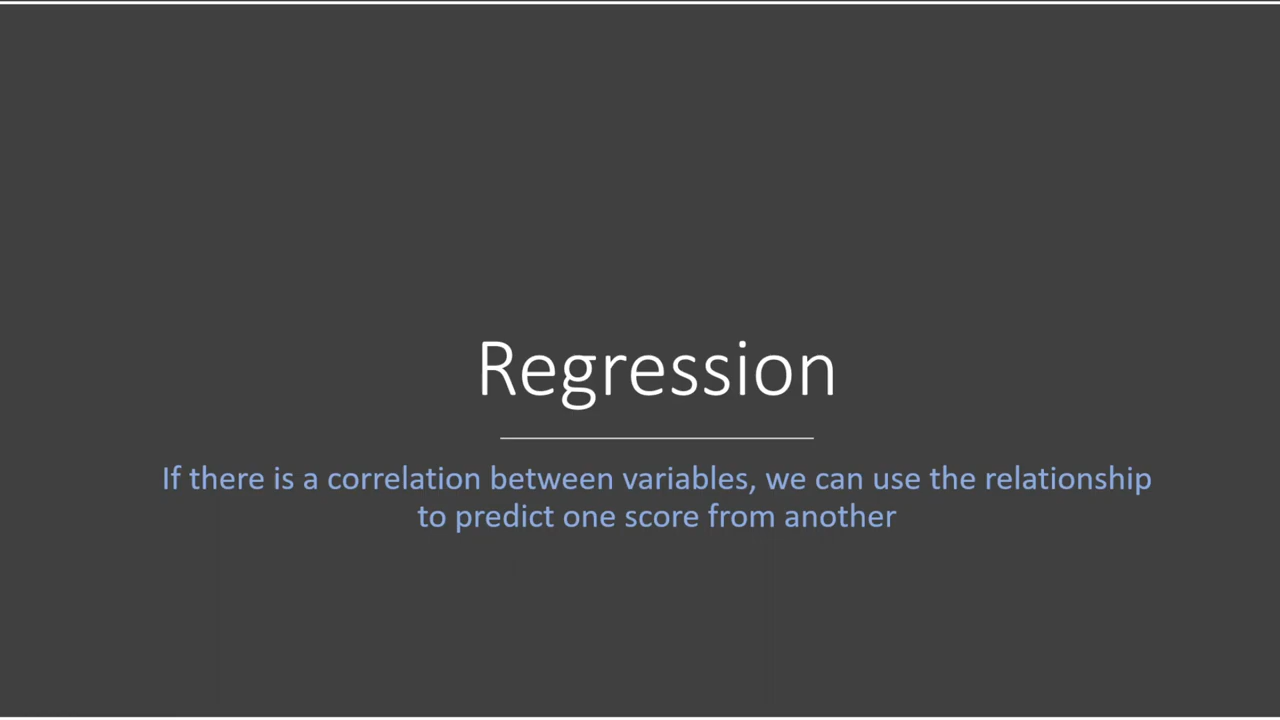 Regression
If there is a correlation between variables, we can use the relationship
to predict one score from another